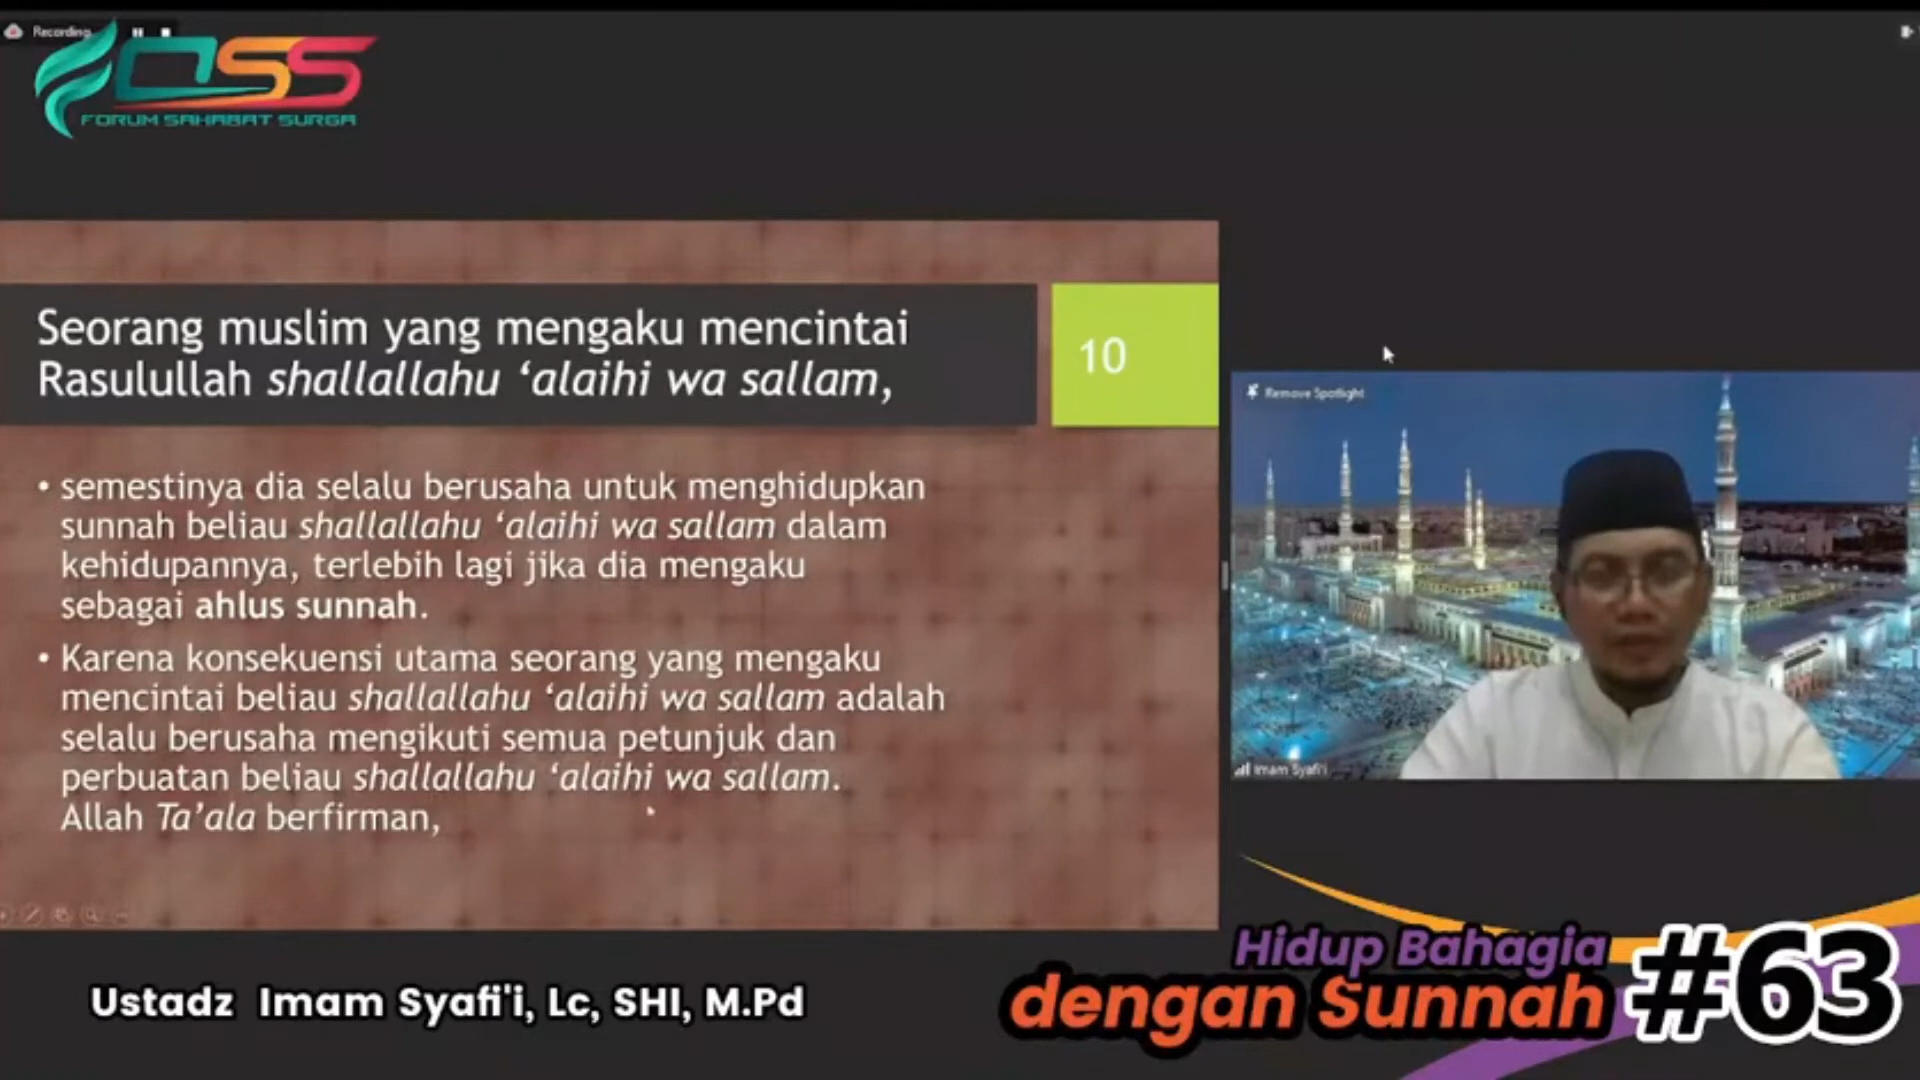 Recording
FOSS
FORUM SAHABAT SURGA
Seorang muslim yang mengaku mencintai
Rasulullah shallallahu ‘alaihi wa sallam,
10
• semestinya dia selalu berusaha untuk menghidupkan
sunnah beliau shallallahu ‘alaihi wa sallam dalam
kehidupannya, terlebih lagi jika dia mengaku
sebagai ahlus sunnah.
• Karena konsekuensi utama seorang yang mengaku
mencintai beliau shallallahu ‘alaihi wa sallam adalah
selalu berusaha mengikuti semua petunjuk dan
perbuatan beliau shallallahu ‘alaihi wa sallam.
Allah Ta’ala berfirman,
Remove Spotlight
Imam Syafi'i
Ustadz Imam Syafi'i, Lc, SHI, M.Pd
Hidup Bahagia
dengan Sunnah
#63